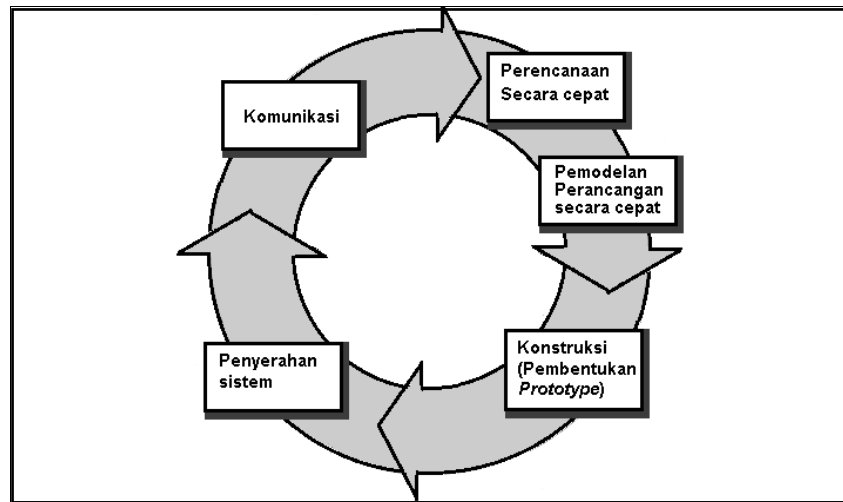 Komunikasi
Perencanaan
Secara cepat
Pemodelan
Perancangan
secara cepat
Konstruksi
(Pembentukan
Prototype)
Penyerahan
sistem